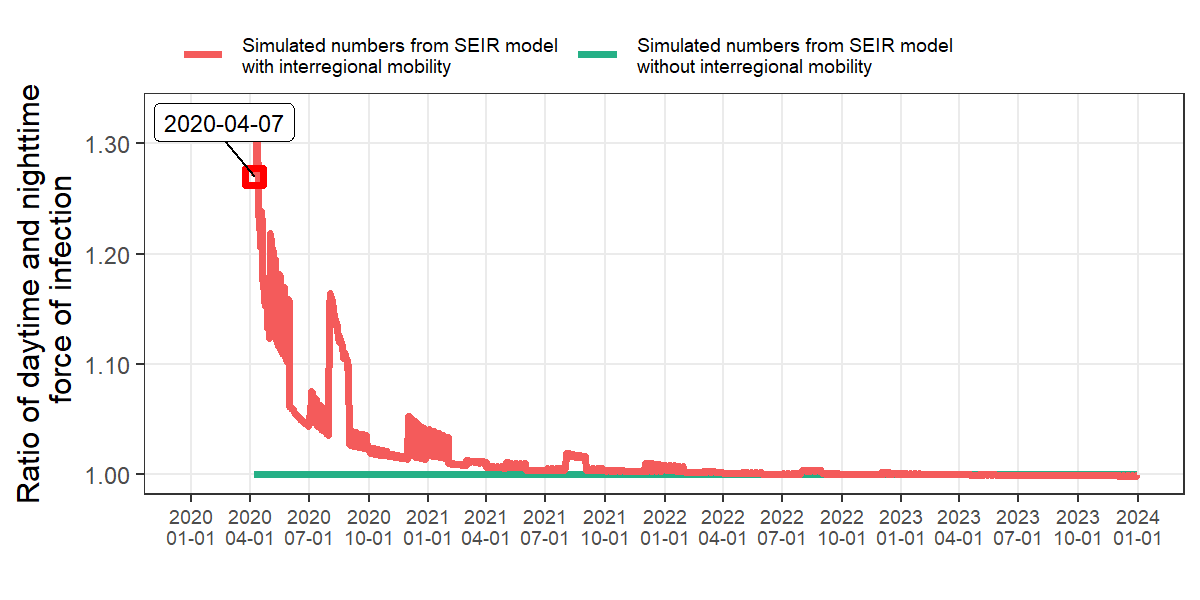 Simulated numbers from SEIR model
with interregional mobility
Simulated numbers from SEIR model
without interregional mobility
Ratio of daytime and nighttime
force of infection
2020-04-07
1.30
1.20
1.10
1.00
2020 2020 2020 2020 2021 2021 2021 2021 2022 2022 2022 2022 2023 2023 2023 2023 2024
01-01 04-01 07-01 10-01 01-01 04-01 07-01 10-01 01-01 04-01 07-01 10-01 01-01 04-01 07-01 10-01 01-01